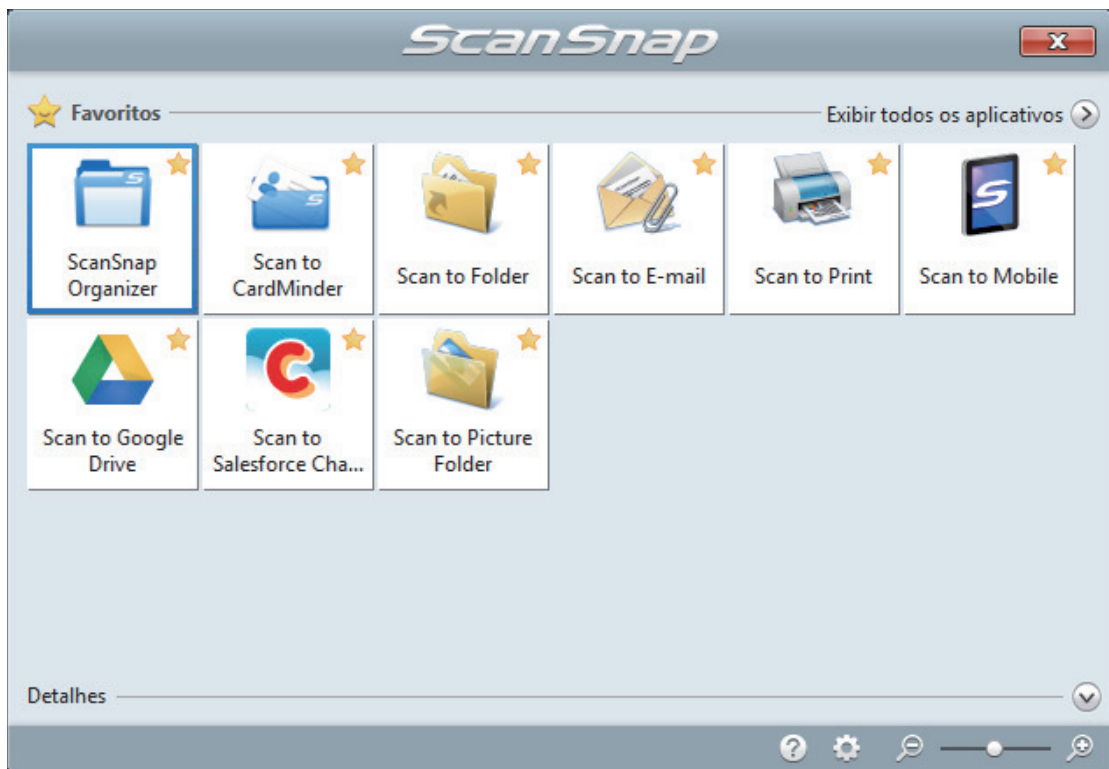 ScanSnap
Favoritos
Exibir todos os aplicativos
ScanSnap
Organizer
Scan to
CardMinder
Scan to Folder
Scan to E-mail
Scan to Print
Scan to Mobile
Scan to Google
Drive
Scan to
Salesforce Cha...
Scan to Picture
Folder
Detalhes